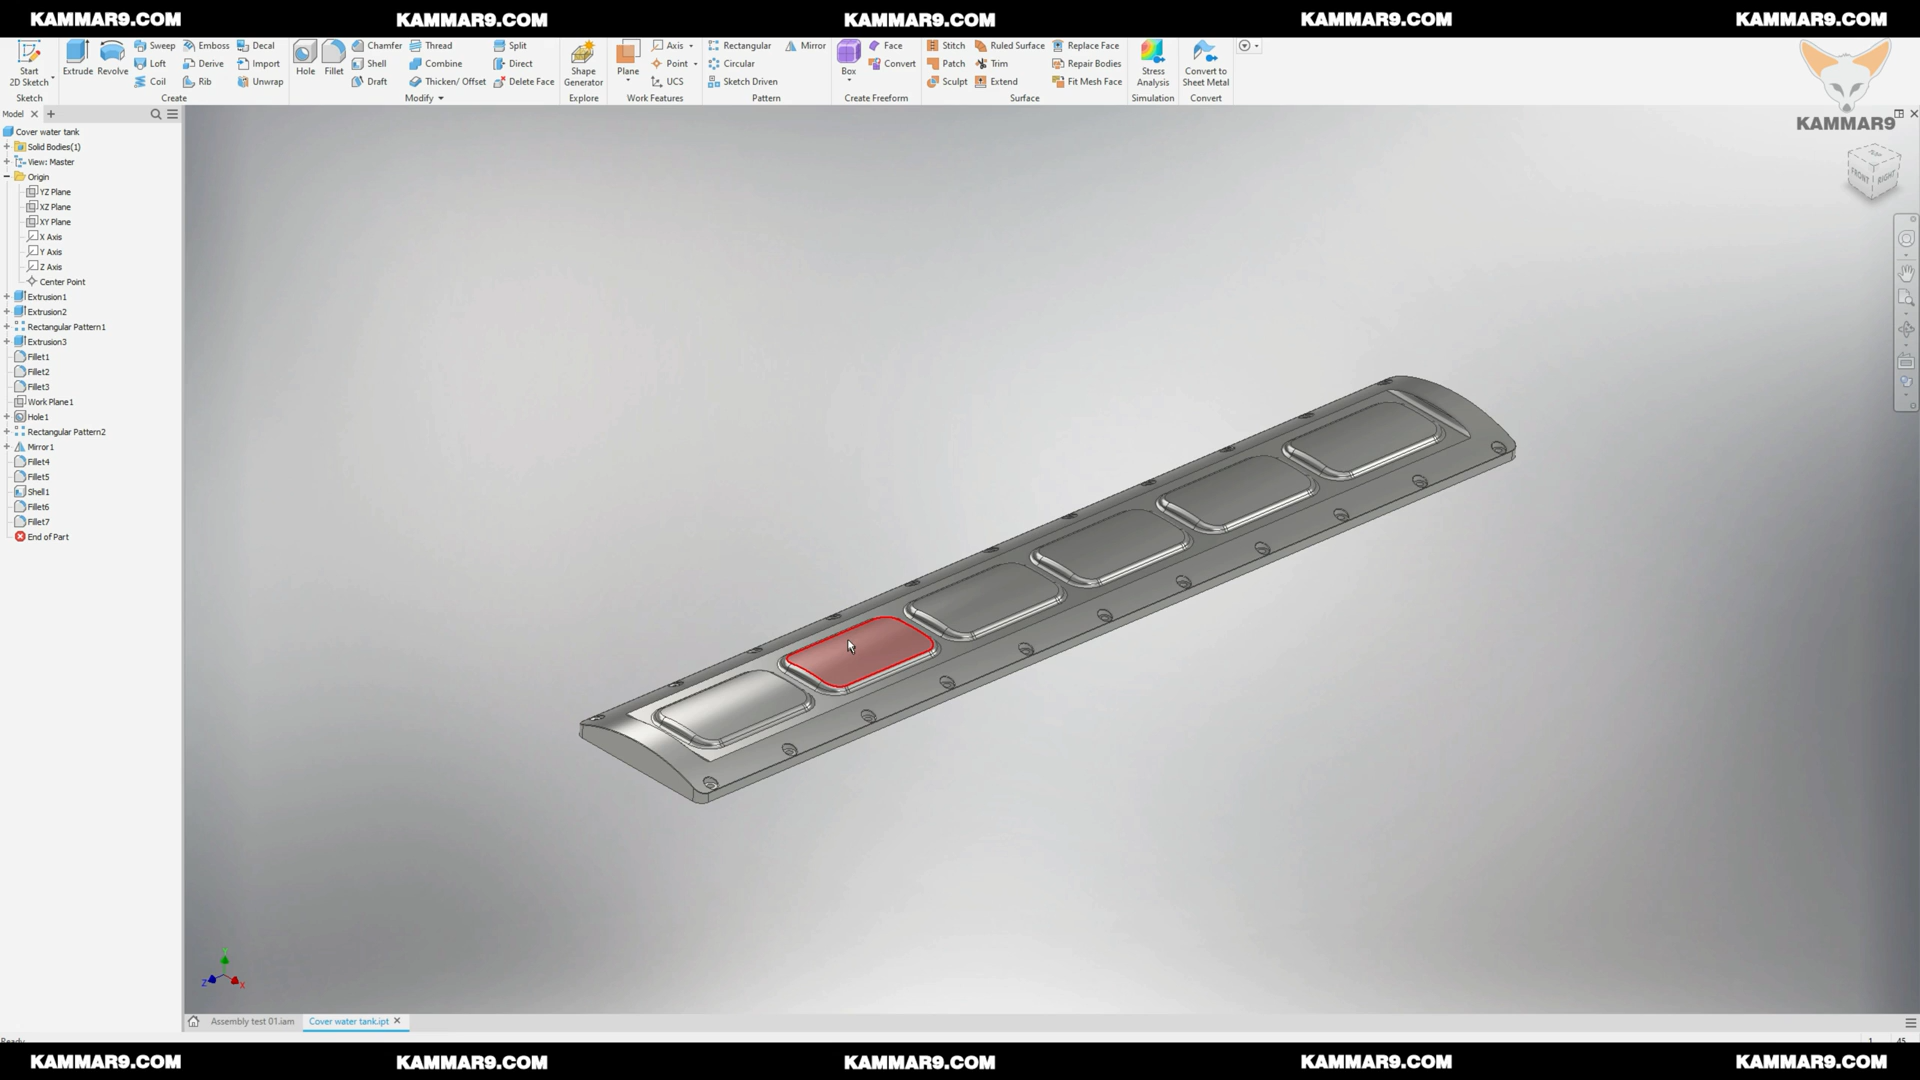 KAMMAR9.COM KAMMAR9.COM KAMMAR9.COM KAMMAR9.COM KAMMAR9.COM
Sweep Emboss Decal Chamfer Thread Split Axis Rectangular Mirror Face Stitch Ruled Surface Replace Face
Start Extrude Revolve Loft Derive Import Hole Fillet Shell Combine Direct Shape Plane Point Circular Box Convert Patch Trim Repair Bodies Stress Convert to
2D Sketch Coil Rib Unwrap Draft Thicken/ Offset Delete Face Generator UCS Sketch Driven Sculpt Extend Fit Mesh Face Analysis Sheet Metal
Sketch Create Modify Explore Work Features Pattern Create Freeform Surface Simulation Convert
KAMMAR9
Model
Cover water tank
Solid Bodies(1)
View: Master
Origin
YZ Plane
XZ Plane
XY Plane
X Axis
Y Axis
Z Axis
Center Point
Extrusion1
Extrusion2
Rectangular Pattern1
Extrusion3
Fillet1
Fillet2
Fillet3
Work Plane1
Hole1
Rectangular Pattern2
Mirror1
Fillet4
Fillet5
Shell1
Fillet6
Fillet7
End of Part
FRONT RIGHT
Z X
Assembly test 01.iam Cover water tank.ipt
Ready
KAMMAR9.COM KAMMAR9.COM KAMMAR9.COM KAMMAR9.COM KAMMAR9.COM